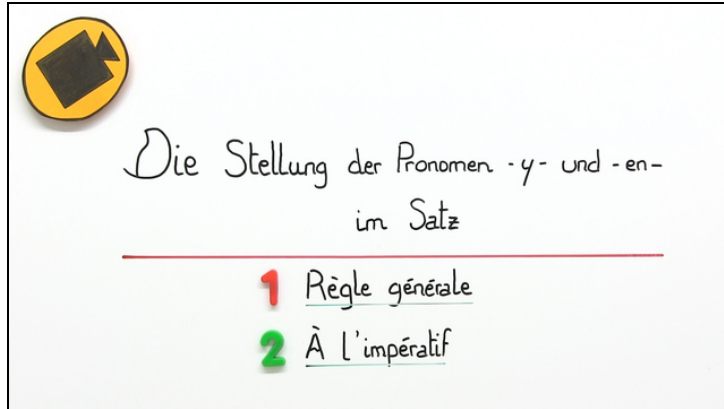 Die Stellung der Pronomen -y- und -en-
im Satz
1 Règle générale
2 À l'impératif